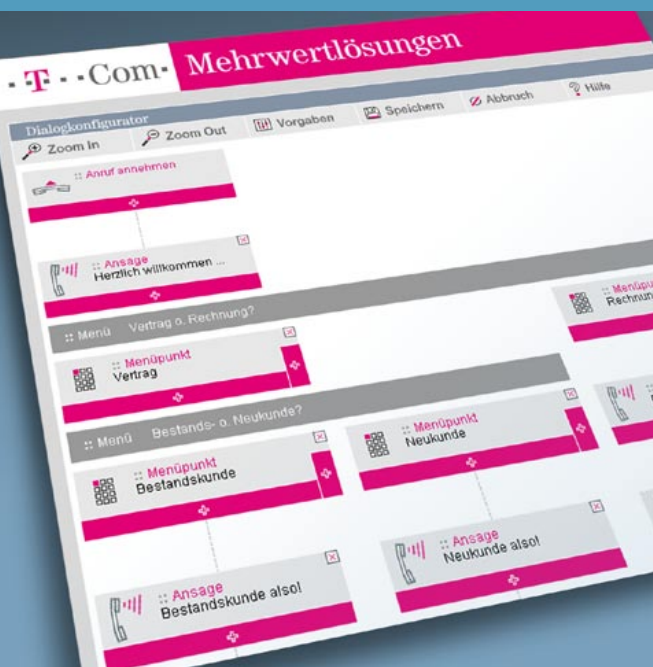 · T · · Com · Mehrwertlösungen
Dialogkonfigurator
Zoom In Zoom Out Vorgaben Speichern Abbruch Hilfe
:: Anruf annehmen
:: Ansage
Herzlich willkommen ...
:: Menü Vertrag o. Rechnung?
:: Menüpunkt
Vertrag
:: Menü Bestands- o. Neukunde?
:: Menüpunkt
Bestandskunde
:: Menüpunkt
Neukunde
:: Ansage
Bestandskunde also!
:: Ansage
Neukunde also!